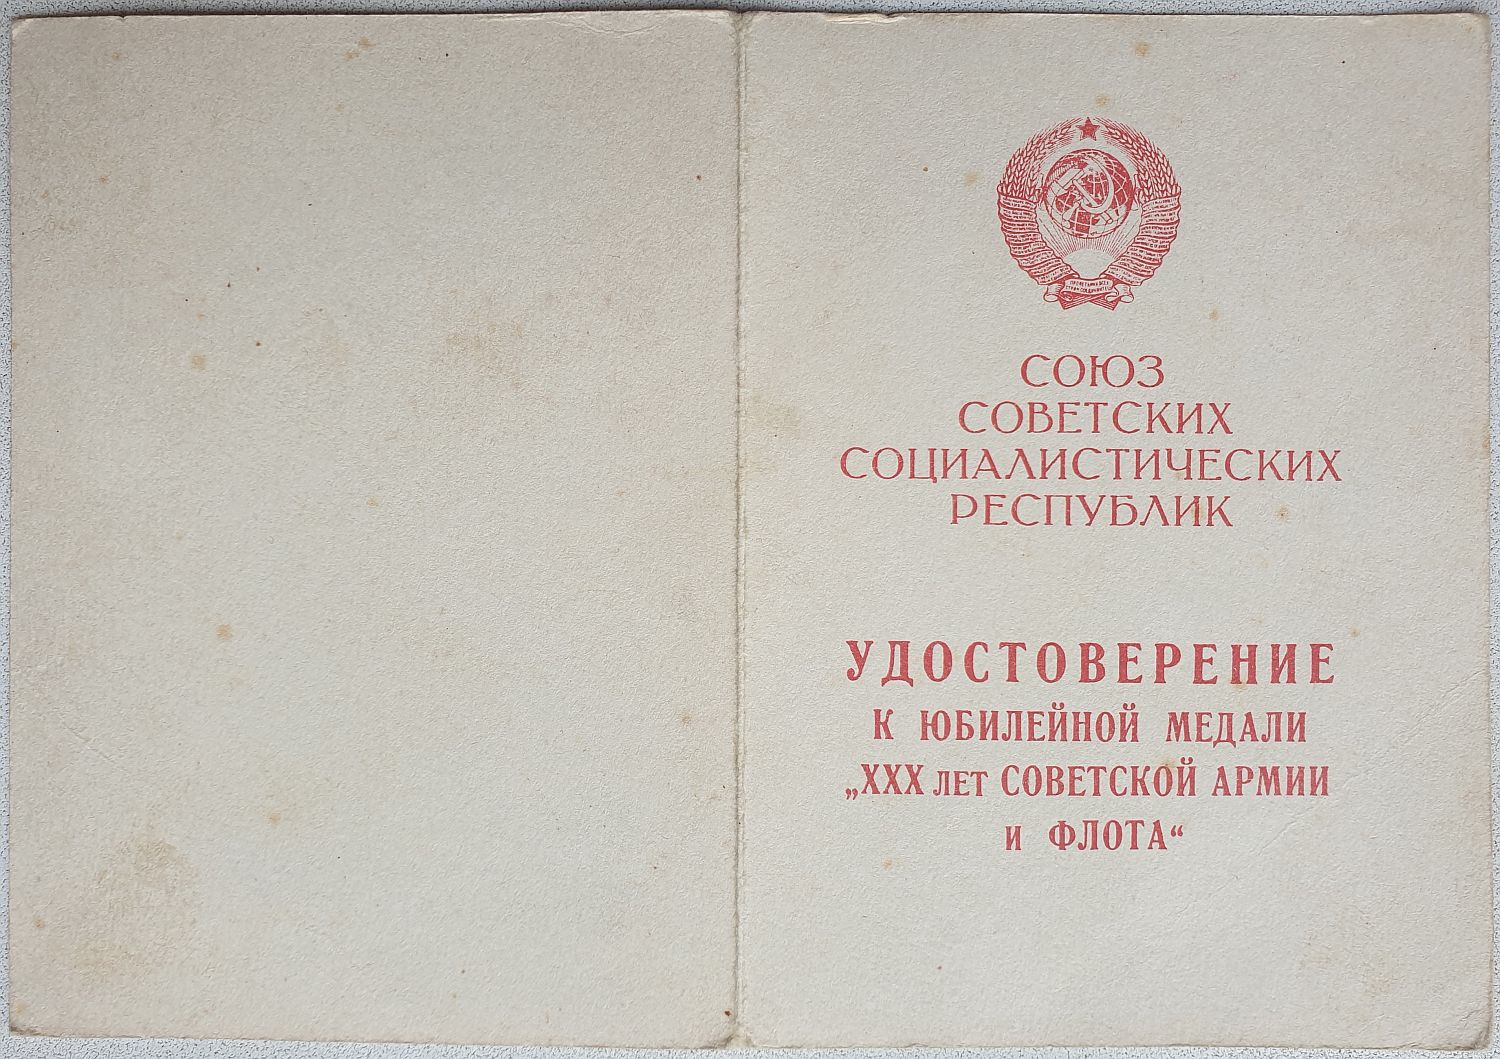 СОЮЗ
СОВЕТСКИХ
СОЦИАЛИСТИЧЕСКИХ
РЕСПУБЛИК
УДОСТОВЕРЕНИЕ
К ЮБИЛЕЙНОЙ МЕДАЛИ
„XXX ЛЕТ СОВЕТСКОЙ АРМИИ
И ФЛОТА“